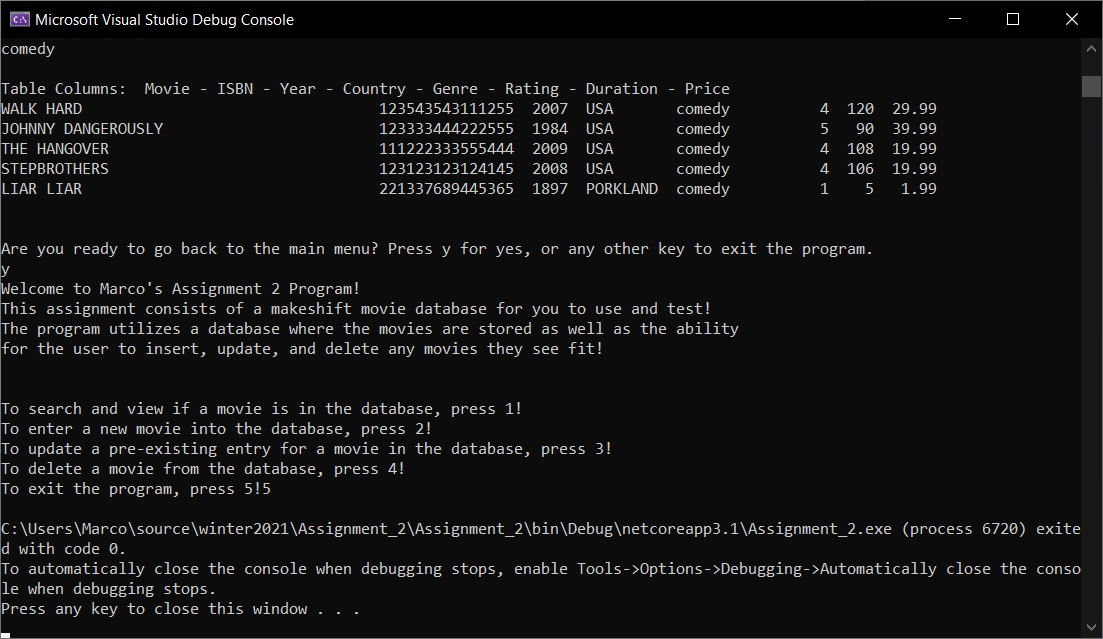 Microsoft Visual Studio Debug Console
comedy
Table Columns:  Movie - ISBN - Year - Country - Genre - Rating - Duration - Price
WALK HARD                                 123543543111255  2007  USA       comedy          4  120  29.99
JOHNNY DANGEROUSLY                        123333444222555  1984  USA       comedy          5   90  39.99
THE HANGOVER                              111222333555444  2009  USA       comedy          4  108  19.99
STEPBROTHERS                              123123123124145  2008  USA       comedy          4  106  19.99
LIAR LIAR                                 221337689445365  1897  PORKLAND  comedy          1    5   1.99
Are you ready to go back to the main menu? Press y for yes, or any other key to exit the program.
y
Welcome to Marco's Assignment 2 Program!
This assignment consists of a makeshift movie database for you to use and test!
The program utilizes a database where the movies are stored as well as the ability
for the user to insert, update, and delete any movies they see fit!
To search and view if a movie is in the database, press 1!
To enter a new movie into the database, press 2!
To update a pre-existing entry for a movie in the database, press 3!
To delete a movie from the database, press 4!
To exit the program, press 5!5
C:\Users\Marco\source\winter2021\Assignment_2\Assignment_2\bin\Debug\netcoreapp3.1\Assignment_2.exe (process 6720) exite
d with code 0.
To automatically close the console when debugging stops, enable Tools->Options->Debugging->Automatically close the conso
le when debugging stops.
Press any key to close this window . . .